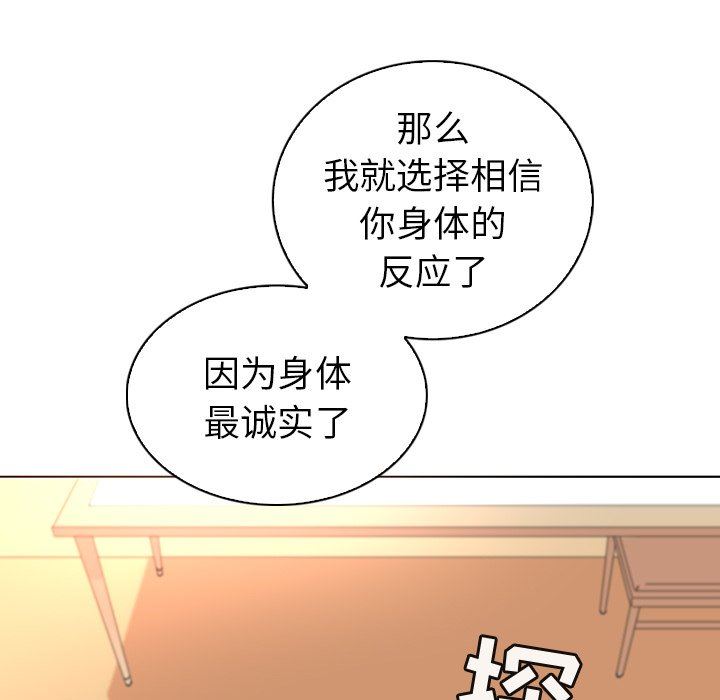 那么
我就选择相信
你身体的
反应了
因为身体
最诚实了